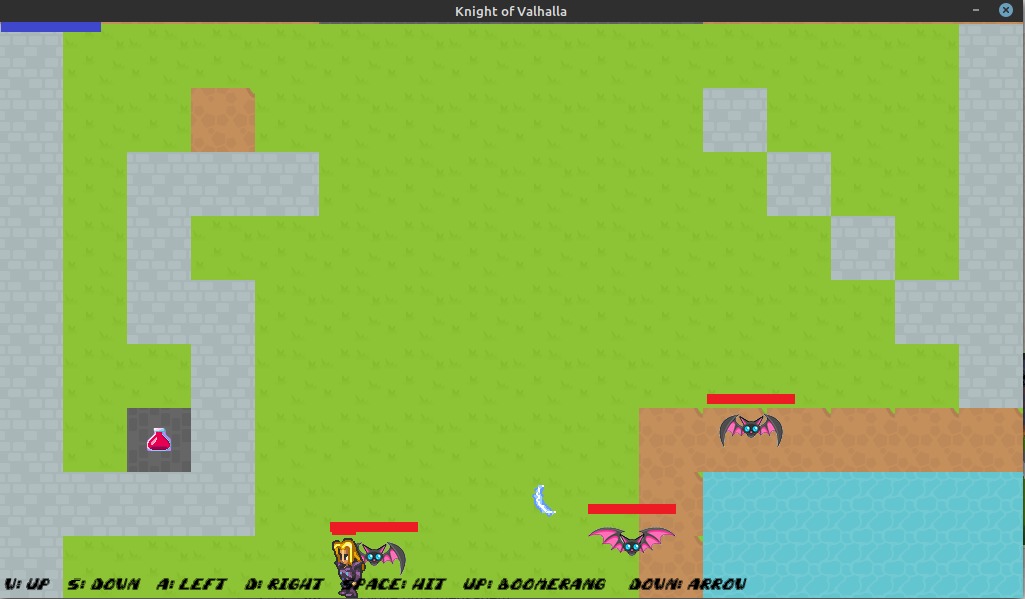 Knight of Valhalla
W: UP S: DOWN A: LEFT D: RIGHT SPACE: HIT UP: BOOMERANG DOWN: ARROW